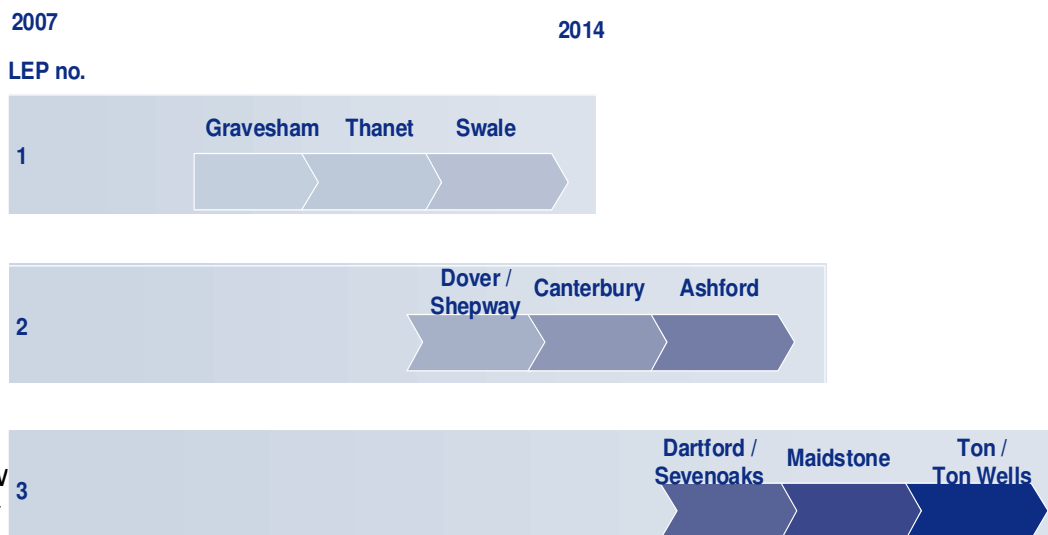 2007
2014
LEP no.
Gravesham Thanet Swale
1
Dover /
Shepway
Canterbury Ashford
2
Dartford /
Sevenoaks
Maidstone
Ton /
Ton Wells
3